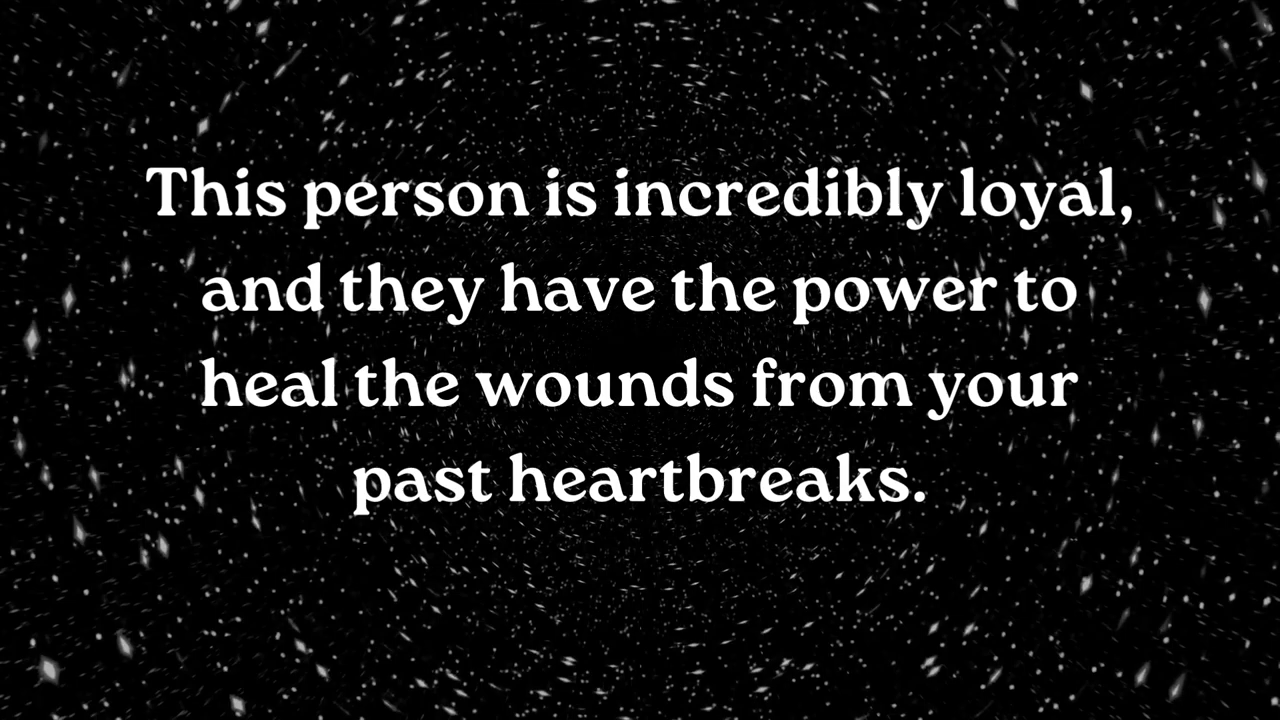 This person is incredibly loyal,
and they have the power to
heal the wounds from your
past heartbreaks.